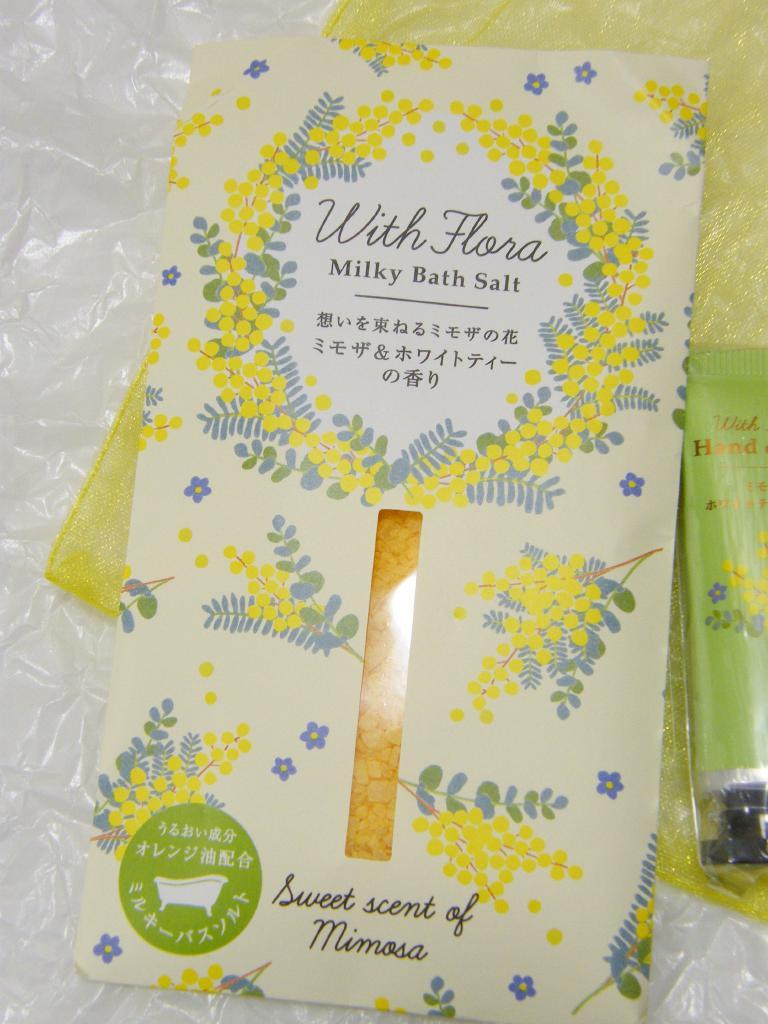 With Flora
Milky Bath Salt
想いを束ねるミモザの花
ミモザ&ホワイトティー
の香り
うるおい成分
オレンジ油配合
ミルキーバスソルト
Sweet scent of
Mimosa
With
Hand